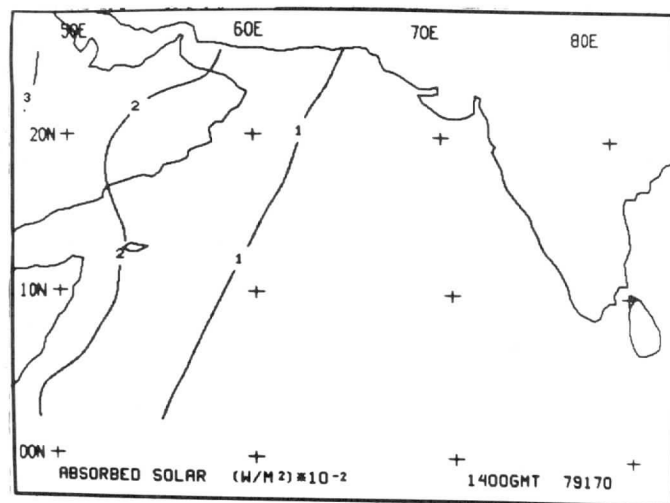 50E 60E 70E 80E
3
2
1
20N
2
1
10N
00N
ABSORBED SOLAR (W/M²)*10⁻² 1400GMT 79170